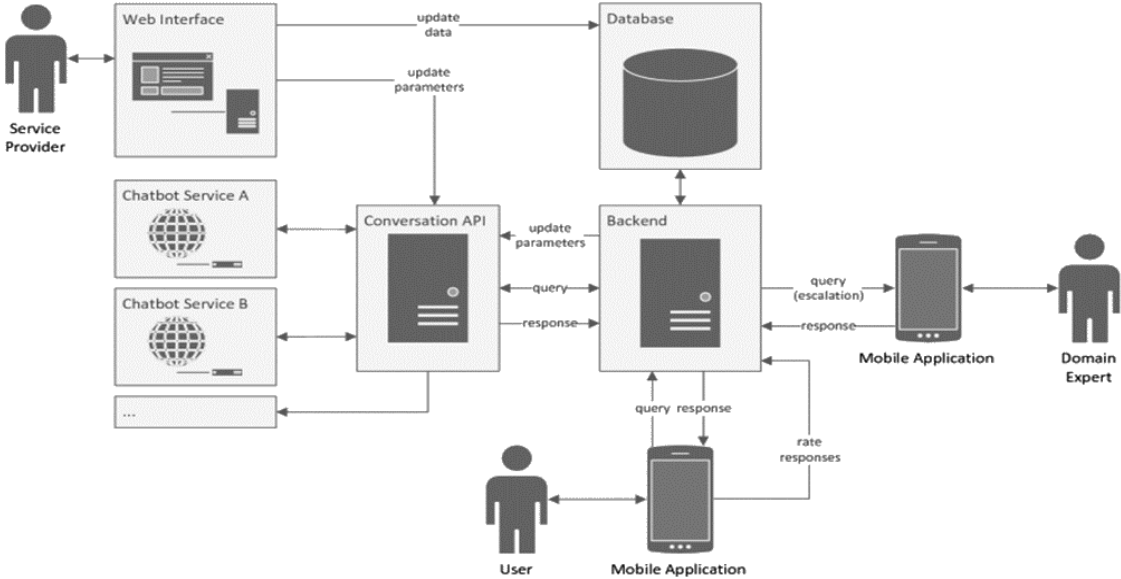 Web Interface
update
data
Database
update
parameters
Service
Provider
Chatbot Service A
Conversation API
update
parameters
Backend
query
(escalation)
query
Chatbot Service B
response
response
Mobile Application
Domain
Expert
...
query
response
rate
responses
User
Mobile Application